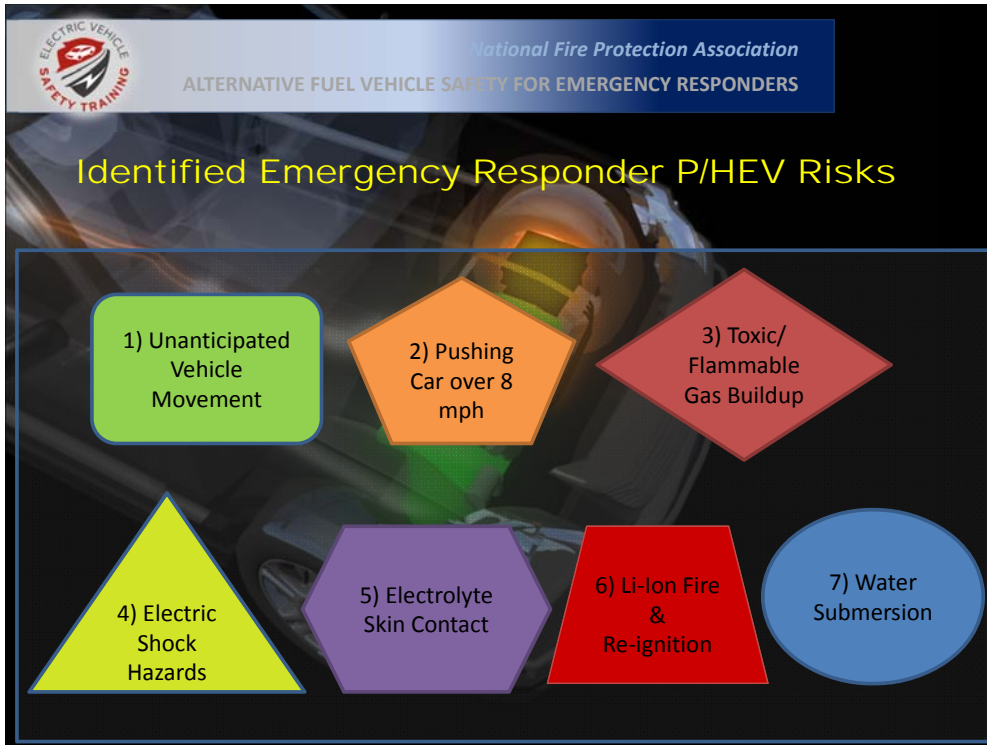 ELECTRIC VEHICLE
SAFETY TRAINING
National Fire Protection Association
ALTERNATIVE FUEL VEHICLE SAFETY FOR EMERGENCY RESPONDERS
Identified Emergency Responder P/HEV Risks
1) Unanticipated
Vehicle
Movement
2) Pushing
Car over 8
mph
3) Toxic/
Flammable
Gas Buildup
4) Electric
Shock
Hazards
5) Electrolyte
Skin Contact
6) Li-Ion Fire
&
Re-ignition
7) Water
Submersion